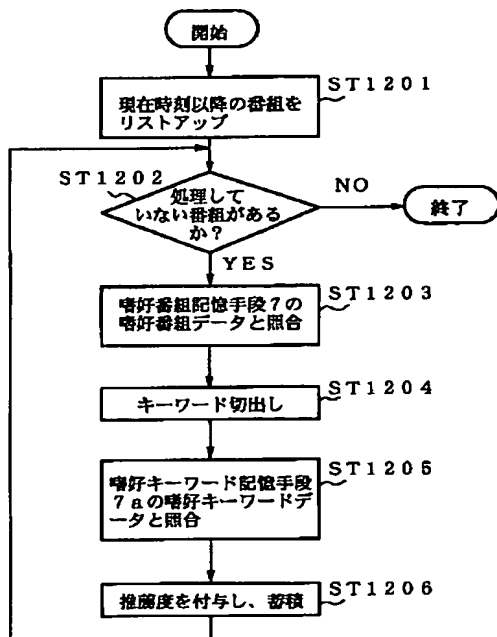 開始
ST1201
現在時刻以降の番組を
リストアップ
ST1202
処理して
いない番組がある
か?
NO
終了
YES
ST1203
嗜好番組記憶手段7の
嗜好番組データと照合
ST1204
キーワード切出し
ST1205
嗜好キーワード記憶手段
7aの嗜好キーワードデ
ータと照合
ST1206
推薦度を付与し、蓄積